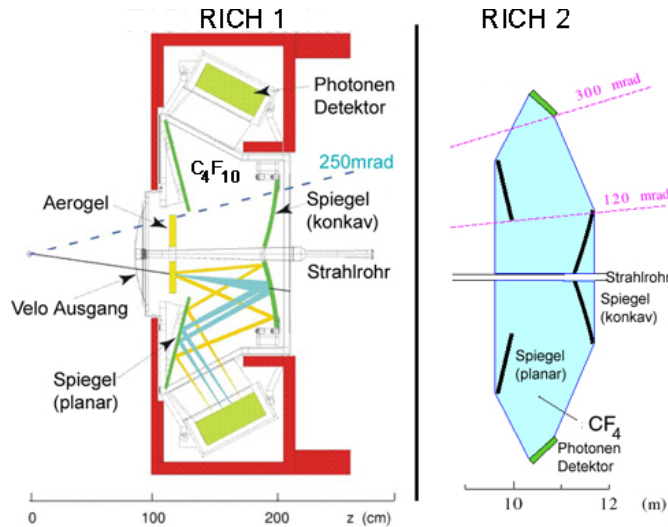 RICH 1
Photonen
Detektor
C4F10
250mrad
Aerogel
Spiegel
(konkav)
Strahlrohr
Velo Ausgang
Spiegel
(planar)
0
100
200
z (cm)
RICH 2
300 mrad
120 mrad
Strahlrohr
Spiegel
(konkav)
Spiegel
(planar)
CF4
Photonen
Detektor
10
12
(m)